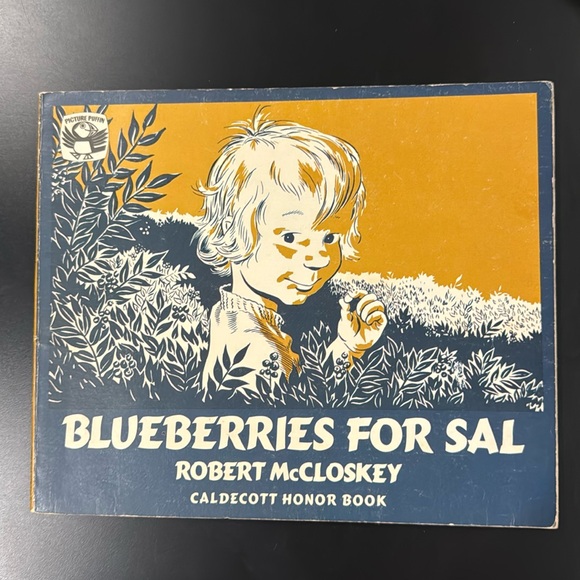 PICTURE PUFFIN
BLUEBERRIES FOR SAL
ROBERT McCLOSKEY
CALDECOTT HONOR BOOK